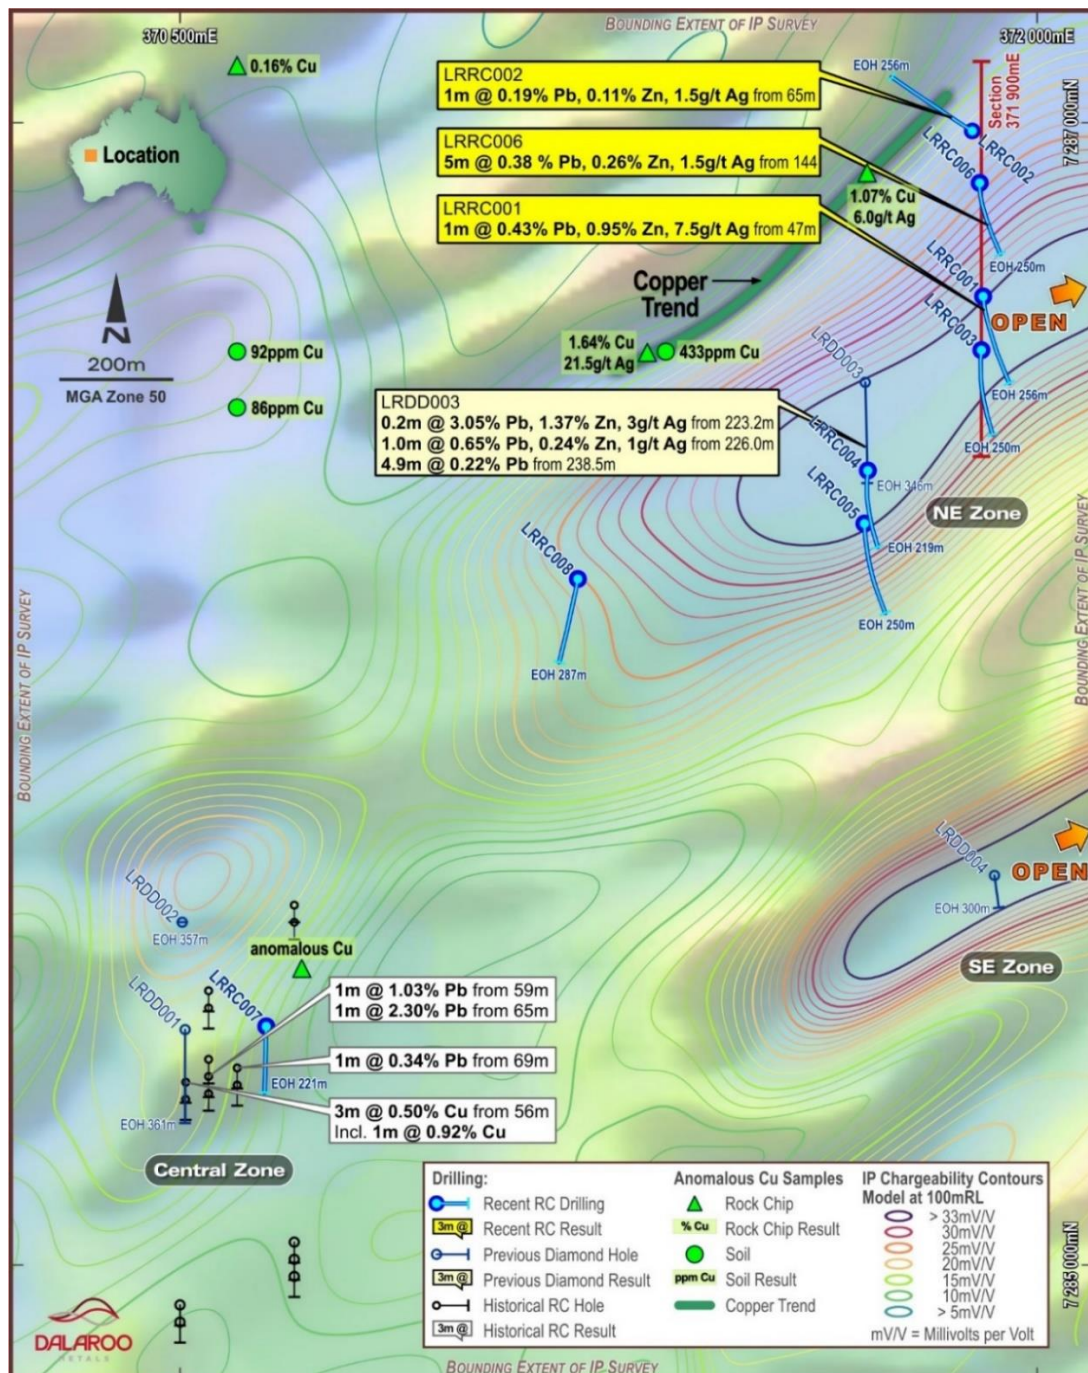 BOUNDING EXTENT OF IP SURVEY
370 500mE
372 000mE
0.16% Cu
EOH 256m
LRRC002
1m @ 0.19% Pb, 0.11% Zn, 1.5g/t Ag from 65m
Section
371 900mE
7 287 000mN
Location
LRRC006
5m @ 0.38 % Pb, 0.26% Zn, 1.5g/t Ag from 144
LRRC002
LRRC006
1.07% Cu
6.0g/t Ag
LRRC001
1m @ 0.43% Pb, 0.95% Zn, 7.5g/t Ag from 47m
EOH 250m
Copper
Trend
LRRC001
OPEN
N
200m
MGA Zone 50
92ppm Cu
86ppm Cu
1.64% Cu
21.5g/t Ag
433ppm Cu
LRRC003
LRDD003
EOH 256m
LRDD003
0.2m @ 3.05% Pb, 1.37% Zn, 3g/t Ag from 223.2m
1.0m @ 0.65% Pb, 0.24% Zn, 1g/t Ag from 226.0m
4.9m @ 0.22% Pb from 238.5m
LRRC004
EOH 250m
EOH 346m
LRRC005
NE Zone
EOH 219m
LRRC008
EOH 250m
EOH 287m
BOUNDING EXTENT OF IP SURVEY
BOUNDING EXTENT OF IP SURVEY
LRDD004
OPEN
EOH 300m
SE Zone
LRDD002
EOH 357m
anomalous Cu
LRDD001
LRRC007
1m @ 1.03% Pb from 59m
1m @ 2.30% Pb from 65m
1m @ 0.34% Pb from 69m
EOH 221m
3m @ 0.50% Cu from 56m
Incl. 1m @ 0.92% Cu
EOH 361m
Central Zone
Drilling:
Recent RC Drilling
3m @
Recent RC Result
Previous Diamond Hole
3m @
Previous Diamond Result
Historical RC Hole
3m @
Historical RC Result
Anomalous Cu Samples
Rock Chip
% Cu
Rock Chip Result
Soil
ppm Cu
Soil Result
Copper Trend
IP Chargeability Contours
Model at 100mRL
> 33mV/V
30mV/V
25mV/V
20mV/V
15mV/V
10mV/V
> 5mV/V
mV/V = Millivolts per Volt
7 285 000mN
DALAROO
METALS
BOUNDING EXTENT OF IP SURVEY